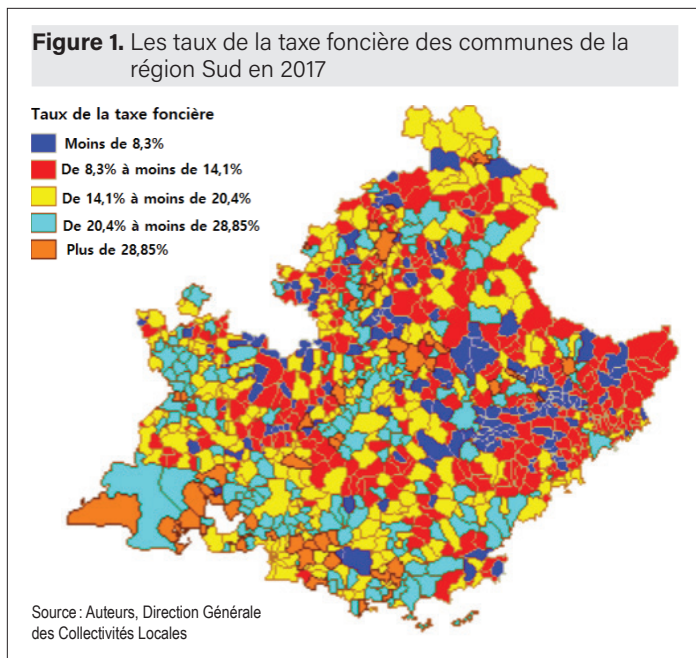 Figure 1. Les taux de la taxe foncière des communes de la
région Sud en 2017
Taux de la taxe foncière
Moins de 8,3%
De 8,3% à moins de 14,1%
De 14,1% à moins de 20,4%
De 20,4% à moins de 28,85%
Plus de 28,85%
Source : Auteurs, Direction Générale
des Collectivités Locales